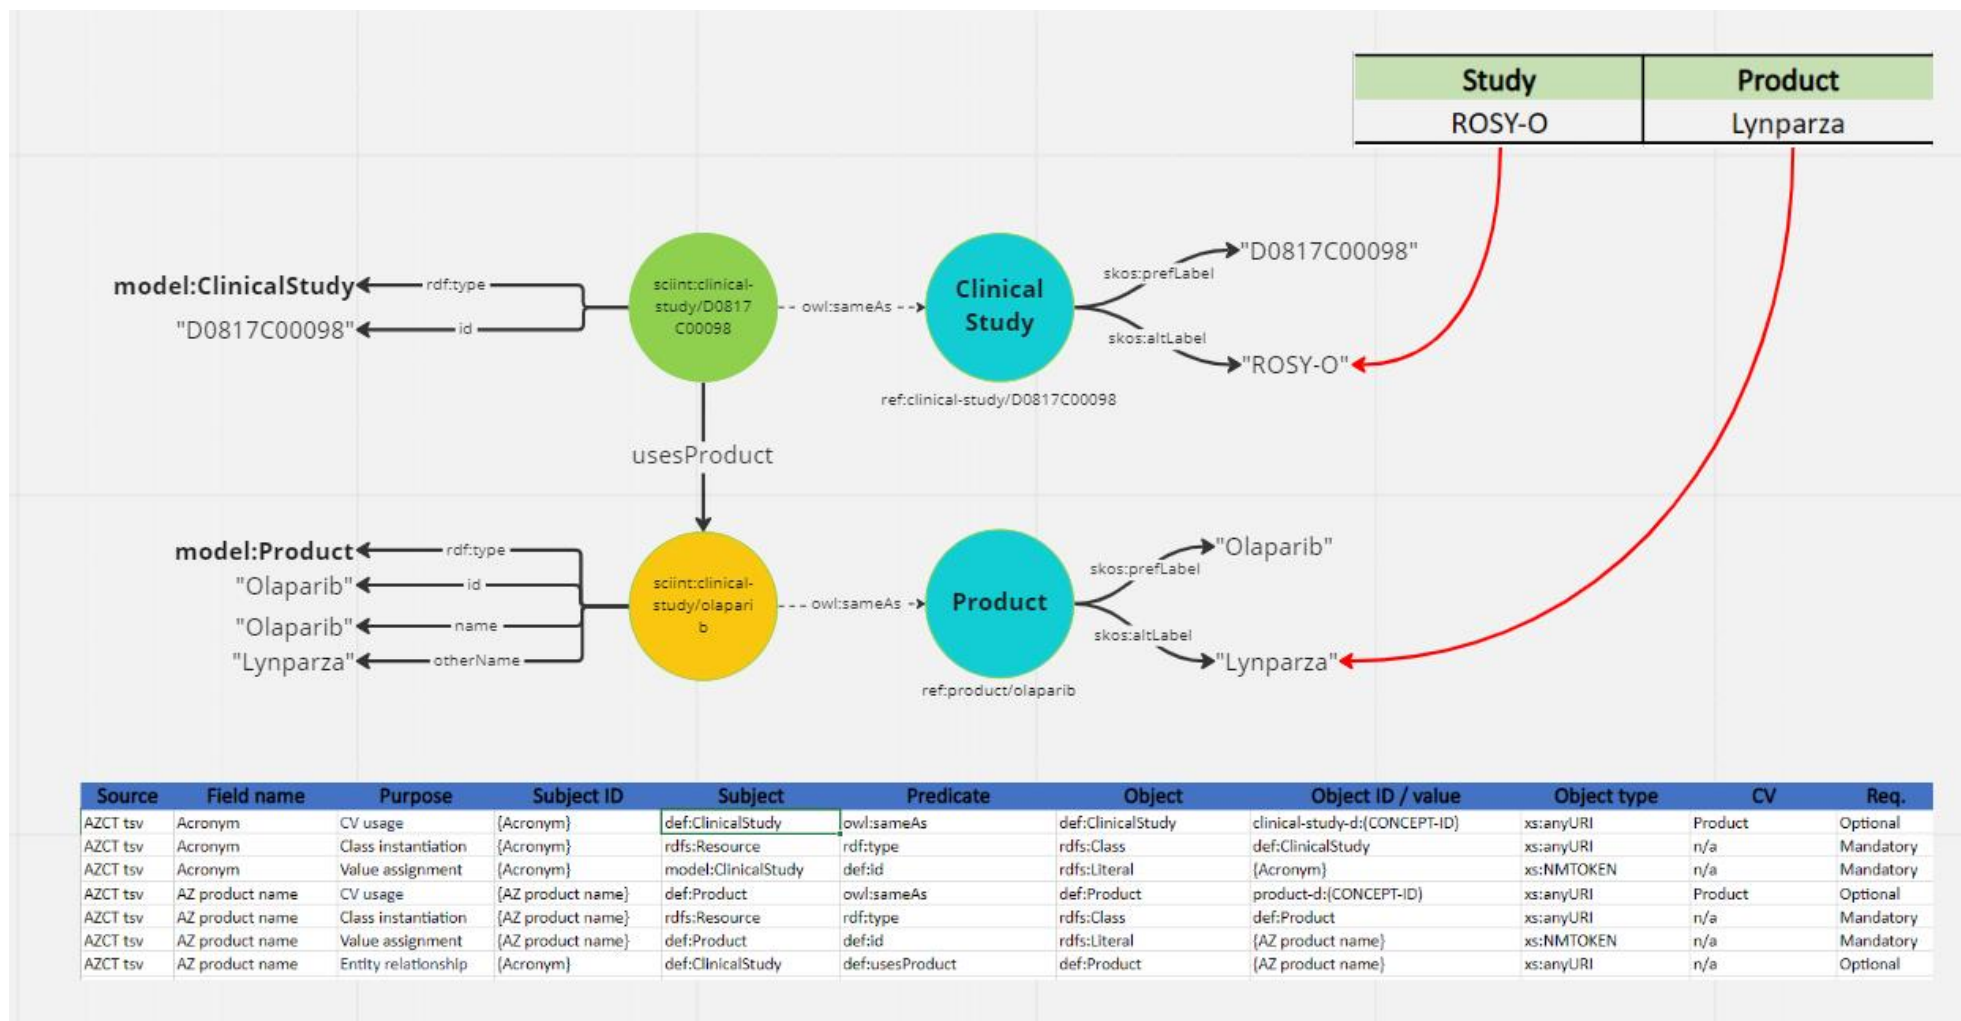 Study Product
ROSY-O Lynparza
model:ClinicalStudy
rdf:type
"D0817C00098"
id
sciint:clinical-
study/D0817
C00098
owl:sameAs
Clinical
Study
ref:clinical-study/D0817C00098
skos:prefLabel
"D0817C00098"
skos:altLabel
"ROSY-O"
usesProduct
model:Product
rdf:type
"Olaparib"
id
"Olaparib"
name
"Lynparza"
otherName
sciint:clinical-
study/olapari
b
owl:sameAs
Product
ref:product/olaparib
skos:prefLabel
"Olaparib"
skos:altLabel
"Lynparza"
Source Field name Purpose Subject ID Subject Predicate Object Object ID / value Object type CV Req.
AZCT tsv Acronym CV usage {Acronym} def:ClinicalStudy owl:sameAs def:ClinicalStudy clinical-study-d:{CONCEPT-ID} xs:anyURI Product Optional
AZCT tsv Acronym Class instantiation {Acronym} rdfs:Resource rdf:type rdfs:Class def:ClinicalStudy xs:anyURI n/a Mandatory
AZCT tsv Acronym Value assignment {Acronym} model:ClinicalStudy def:id rdfs:Literal {Acronym} xs:NMTOKEN n/a Mandatory
AZCT tsv AZ product name CV usage {AZ product name} def:Product owl:sameAs def:Product product-d:{CONCEPT-ID} xs:anyURI Product Optional
AZCT tsv AZ product name Class instantiation {AZ product name} rdfs:Resource rdf:type rdfs:Class def:Product xs:anyURI n/a Mandatory
AZCT tsv AZ product name Value assignment {AZ product name} def:Product def:id rdfs:Literal {AZ product name} xs:NMTOKEN n/a Mandatory
AZCT tsv AZ product name Entity relationship {Acronym} def:ClinicalStudy def:usesProduct def:Product {AZ product name} xs:anyURI n/a Optional